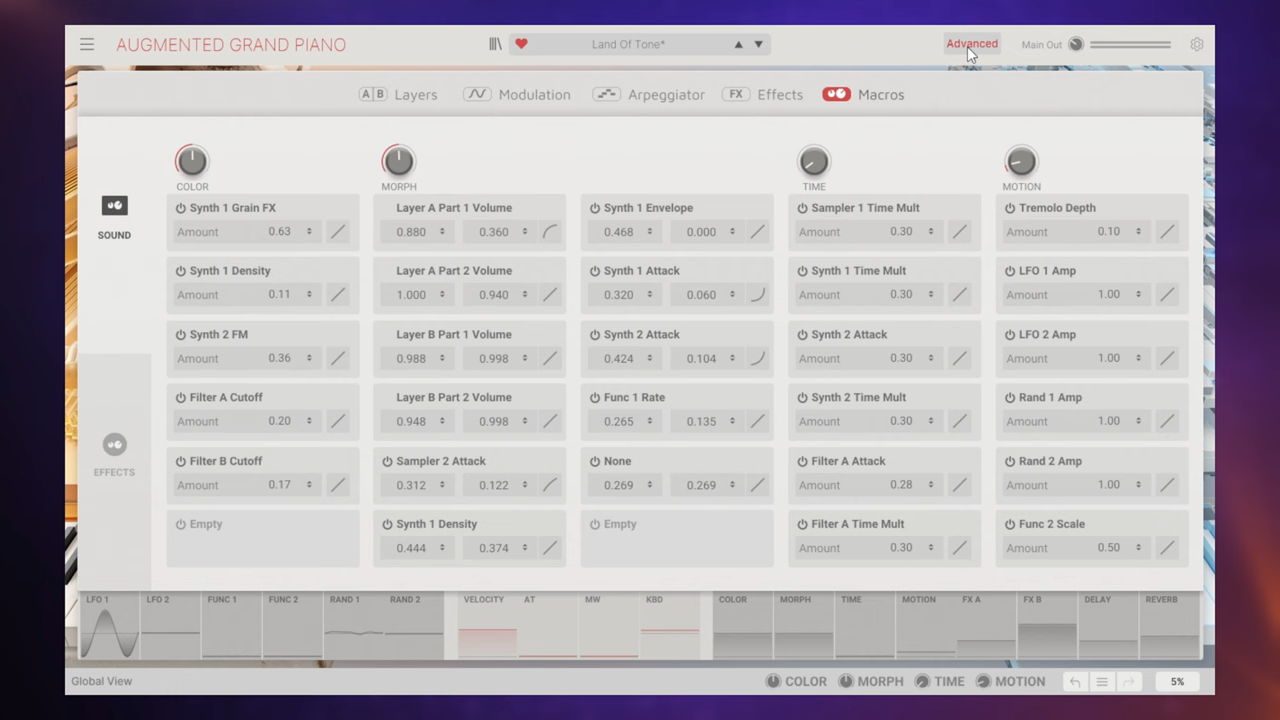 AUGMENTED GRAND PIANO
Land Of Tone*
Advanced
Main Out
A B Layers
Modulation
Arpeggiator
FX Effects
Macros
SOUND
EFFECTS
COLOR
Synth 1 Grain FX
Amount 0.63
Synth 1 Density
Amount 0.11
Synth 2 FM
Amount 0.36
Filter A Cutoff
Amount 0.20
Filter B Cutoff
Amount 0.17
Empty
MORPH
Layer A Part 1 Volume
0.880 0.360
Layer A Part 2 Volume
1.000 0.940
Layer B Part 1 Volume
0.988 0.998
Layer B Part 2 Volume
0.948 0.998
Sampler 2 Attack
0.312 0.122
Synth 1 Density
0.444 0.374
Synth 1 Envelope
0.468 0.000
Synth 1 Attack
0.320 0.060
Synth 2 Attack
0.424 0.104
Func 1 Rate
0.265 0.135
None
0.269 0.269
Empty
TIME
Sampler 1 Time Mult
Amount 0.30
Synth 1 Time Mult
Amount 0.30
Synth 2 Attack
Amount 0.30
Synth 2 Time Mult
Amount 0.30
Filter A Attack
Amount 0.28
Filter A Time Mult
Amount 0.30
MOTION
Tremolo Depth
Amount 0.10
LFO 1 Amp
Amount 1.00
LFO 2 Amp
Amount 1.00
Rand 1 Amp
Amount 1.00
Rand 2 Amp
Amount 1.00
Func 2 Scale
Amount 0.50
LFO 1 LFO 2 FUNC 1 FUNC 2 RAND 1 RAND 2 VELOCITY AT MW KBD COLOR MORPH TIME MOTION FX A FX B DELAY REVERB
Global View
COLOR MORPH TIME MOTION
5%